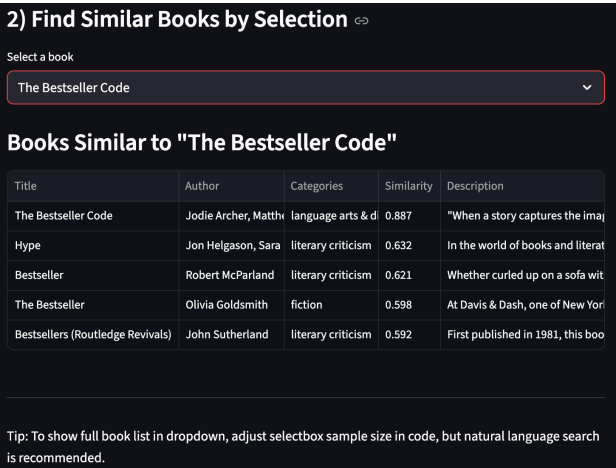 2) Find Similar Books by Selection
Select a book
The Bestseller Code
Books Similar to "The Bestseller Code"
Title Author Categories Similarity Description
The Bestseller Code Jodie Archer, Matthe language arts & di 0.887 "When a story captures the imag
Hype Jon Helgason, Sara literary criticism 0.632 In the world of books and literat
Bestseller Robert McParland literary criticism 0.621 Whether curled up on a sofa wit
The Bestseller Olivia Goldsmith fiction 0.598 At Davis & Dash, one of New Yor
Bestsellers (Routledge Revivals) John Sutherland literary criticism 0.592 First published in 1981, this boo
Tip: To show full book list in dropdown, adjust selectbox sample size in code, but natural language search
is recommended.